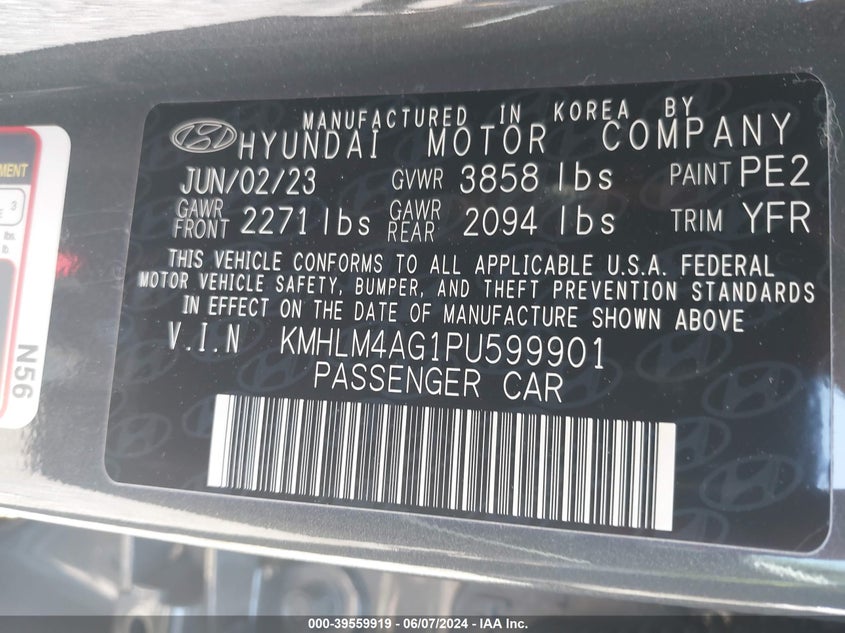 MANUFACTURED IN KOREA BY
HYUNDAI MOTOR COMPANY
JUN/02/23 GVWR 3858 lbs PAINT PE2
GAWR FRONT 2271 lbs GAWR REAR 2094 lbs TRIM YFR
THIS VEHICLE CONFORMS TO ALL APPLICABLE U.S.A. FEDERAL
MOTOR VEHICLE SAFETY, BUMPER, AND THEFT PREVENTION STANDARDS
IN EFFECT ON THE DATE OF MANUFACTURE SHOWN ABOVE
V.I.N KMHLM4AG1PU599901
PASSENGER CAR
3
lbs.
lb
N56
000-39559919 - 06/07/2024 - IAA Inc.